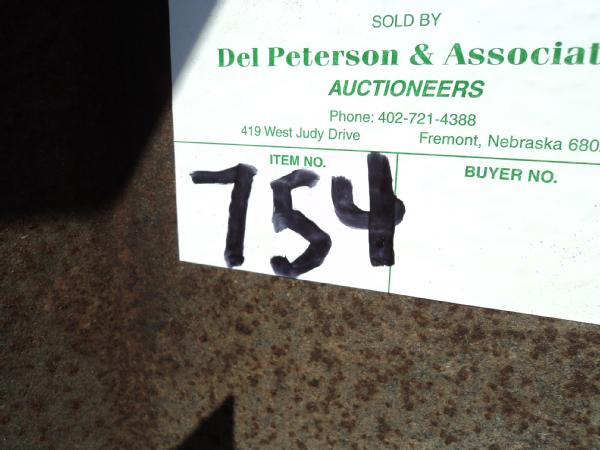 SOLD BY
Del Peterson & Associat
AUCTIONEERS
Phone: 402-721-4388
419 West Judy Drive Fremont, Nebraska 680
ITEM NO. BUYER NO.
754